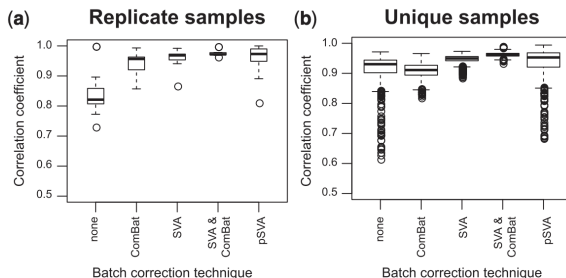 (a) Replicate samples
Correlation coefficient
1.0
0.9
0.8
0.7
0.6
0.5
none
ComBat
SVA
SVA &
ComBat
pSVA
Batch correction technique
(b) Unique samples
Correlation coefficient
1.0
0.9
0.8
0.7
0.6
0.5
none
ComBat
SVA
SVA &
ComBat
pSVA
Batch correction technique